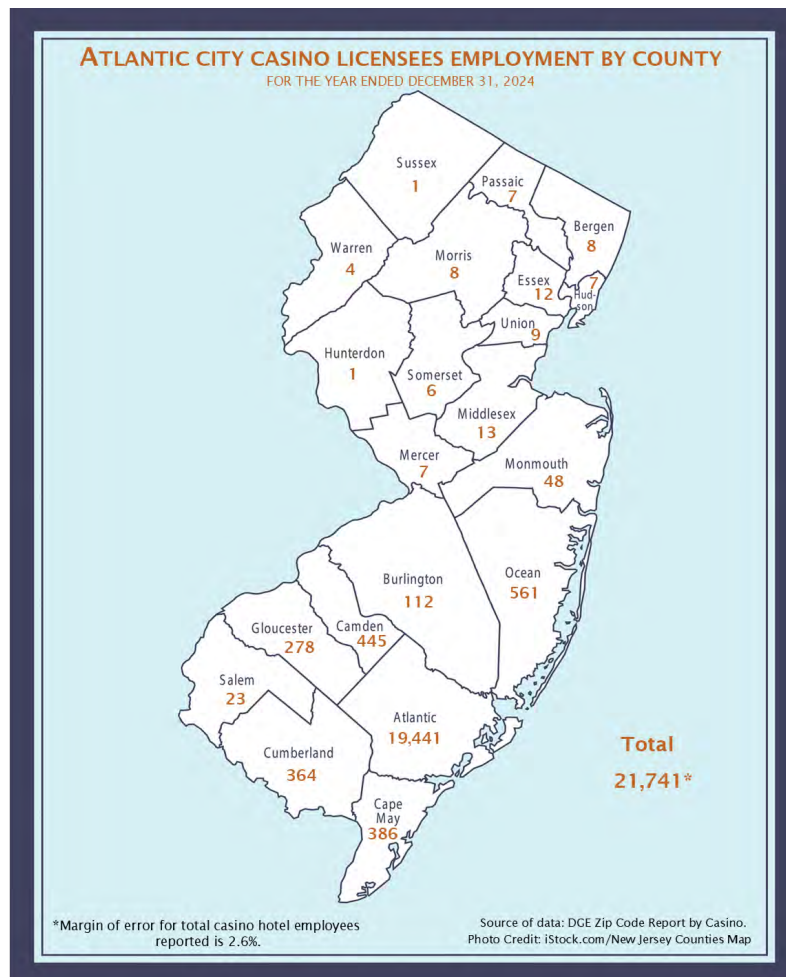 ATLANTIC CITY CASINO LICENSEES EMPLOYMENT BY COUNTY
FOR THE YEAR ENDED DECEMBER 31, 2024
Sussex
1
Passaic
7
Bergen
8
Warren
4
Morris
8
Essex
12
7
Hud-
son
Union
9
Hunterdon
1
Somerset
6
Middlesex
13
Mercer
7
Monmouth
48
Ocean
561
Burlington
112
Camden
445
Gloucester
278
Salem
23
Atlantic
19,441
Cumberland
364
Cape
May
386
Total
21,741*
*Margin of error for total casino hotel employees
reported is 2.6%.
Source of data: DGE Zip Code Report by Casino.
Photo Credit: iStock.com/New Jersey Counties Map